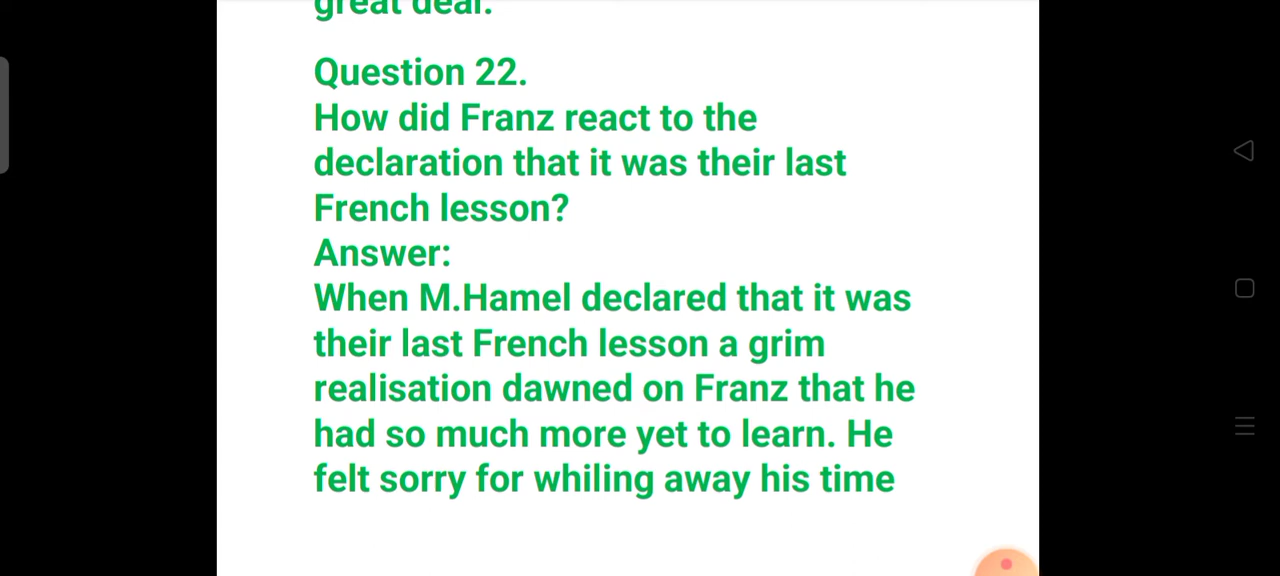 great deal.
Question 22.
How did Franz react to the
declaration that it was their last
French lesson?
Answer:
When M.Hamel declared that it was
their last French lesson a grim
realisation dawned on Franz that he
had so much more yet to learn. He
felt sorry for whiling away his time